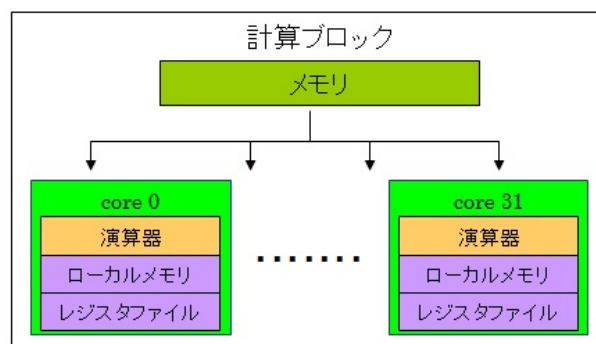 計算ブロック
メモリ
core 0
演算器
ローカルメモリ
レジスタファイル
.......
core 31
演算器
ローカルメモリ
レジスタファイル